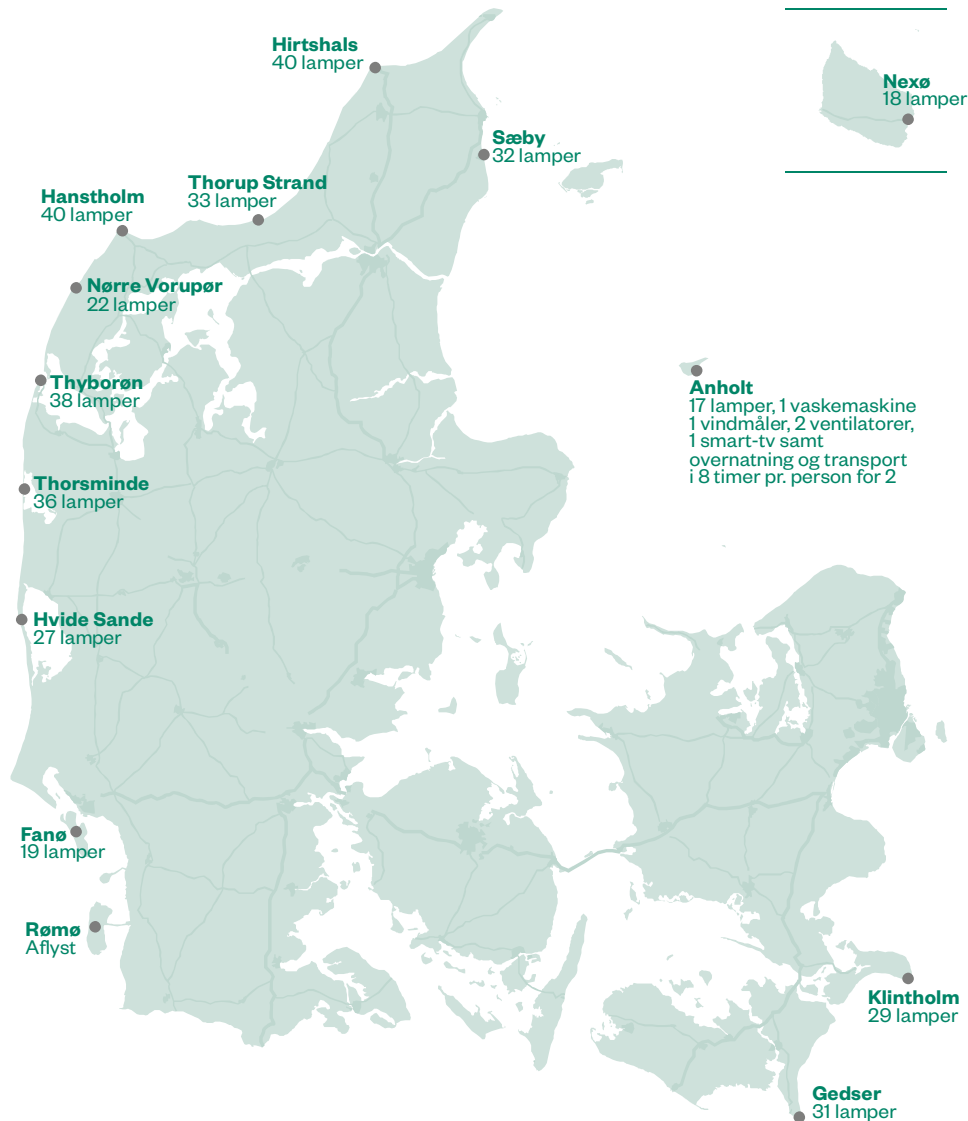 Hirtshals
40 lamper
Nexø
18 lamper
Sæby
32 lamper
Thorup Strand
33 lamper
Hanstholm
40 lamper
Nørre Vorupør
22 lamper
Thyborøn
38 lamper
Anholt
17 lamper, 1 vaskemaskine
1 vindmåler, 2 ventilatorer,
1 smart-tv samt
overnatning og transport
i 8 timer pr. person for 2
Thorsminde
36 lamper
Hvide Sande
27 lamper
Fanø
19 lamper
Rømø
Aflyst
Klintholm
29 lamper
Gedser
31 lamper